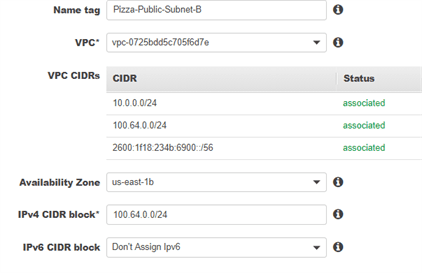 Name tag Pizza-Public-Subnet-B
VPC* vpc-0725bdd5c705f6d7e
VPC CIDRs CIDR Status
10.0.0.0/24 associated
100.64.0.0/24 associated
2600:1f18:234b:6900::/56 associated
Availability Zone us-east-1b
IPv4 CIDR block* 100.64.0.0/24
IPv6 CIDR block Don't Assign Ipv6